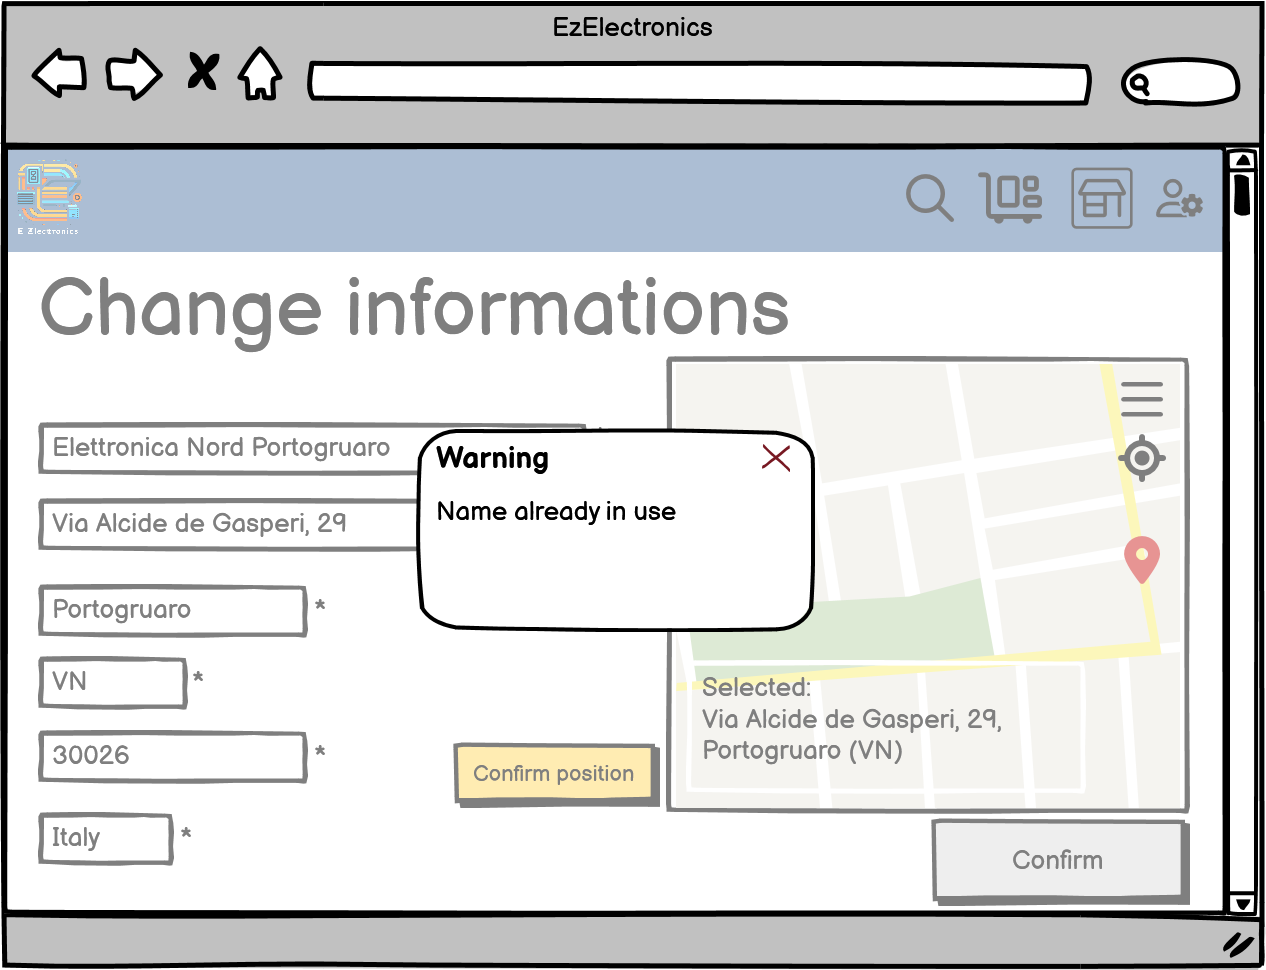 EzElectronics
E Electronics
Change informations
Elettronica Nord Portogruaro
Via Alcide de Gasperi, 29
Portogruaro *
VN *
30026 *
Italy *
Warning
Name already in use
Confirm position
Selected:
Via Alcide de Gasperi, 29,
Portogruaro (VN)
Confirm